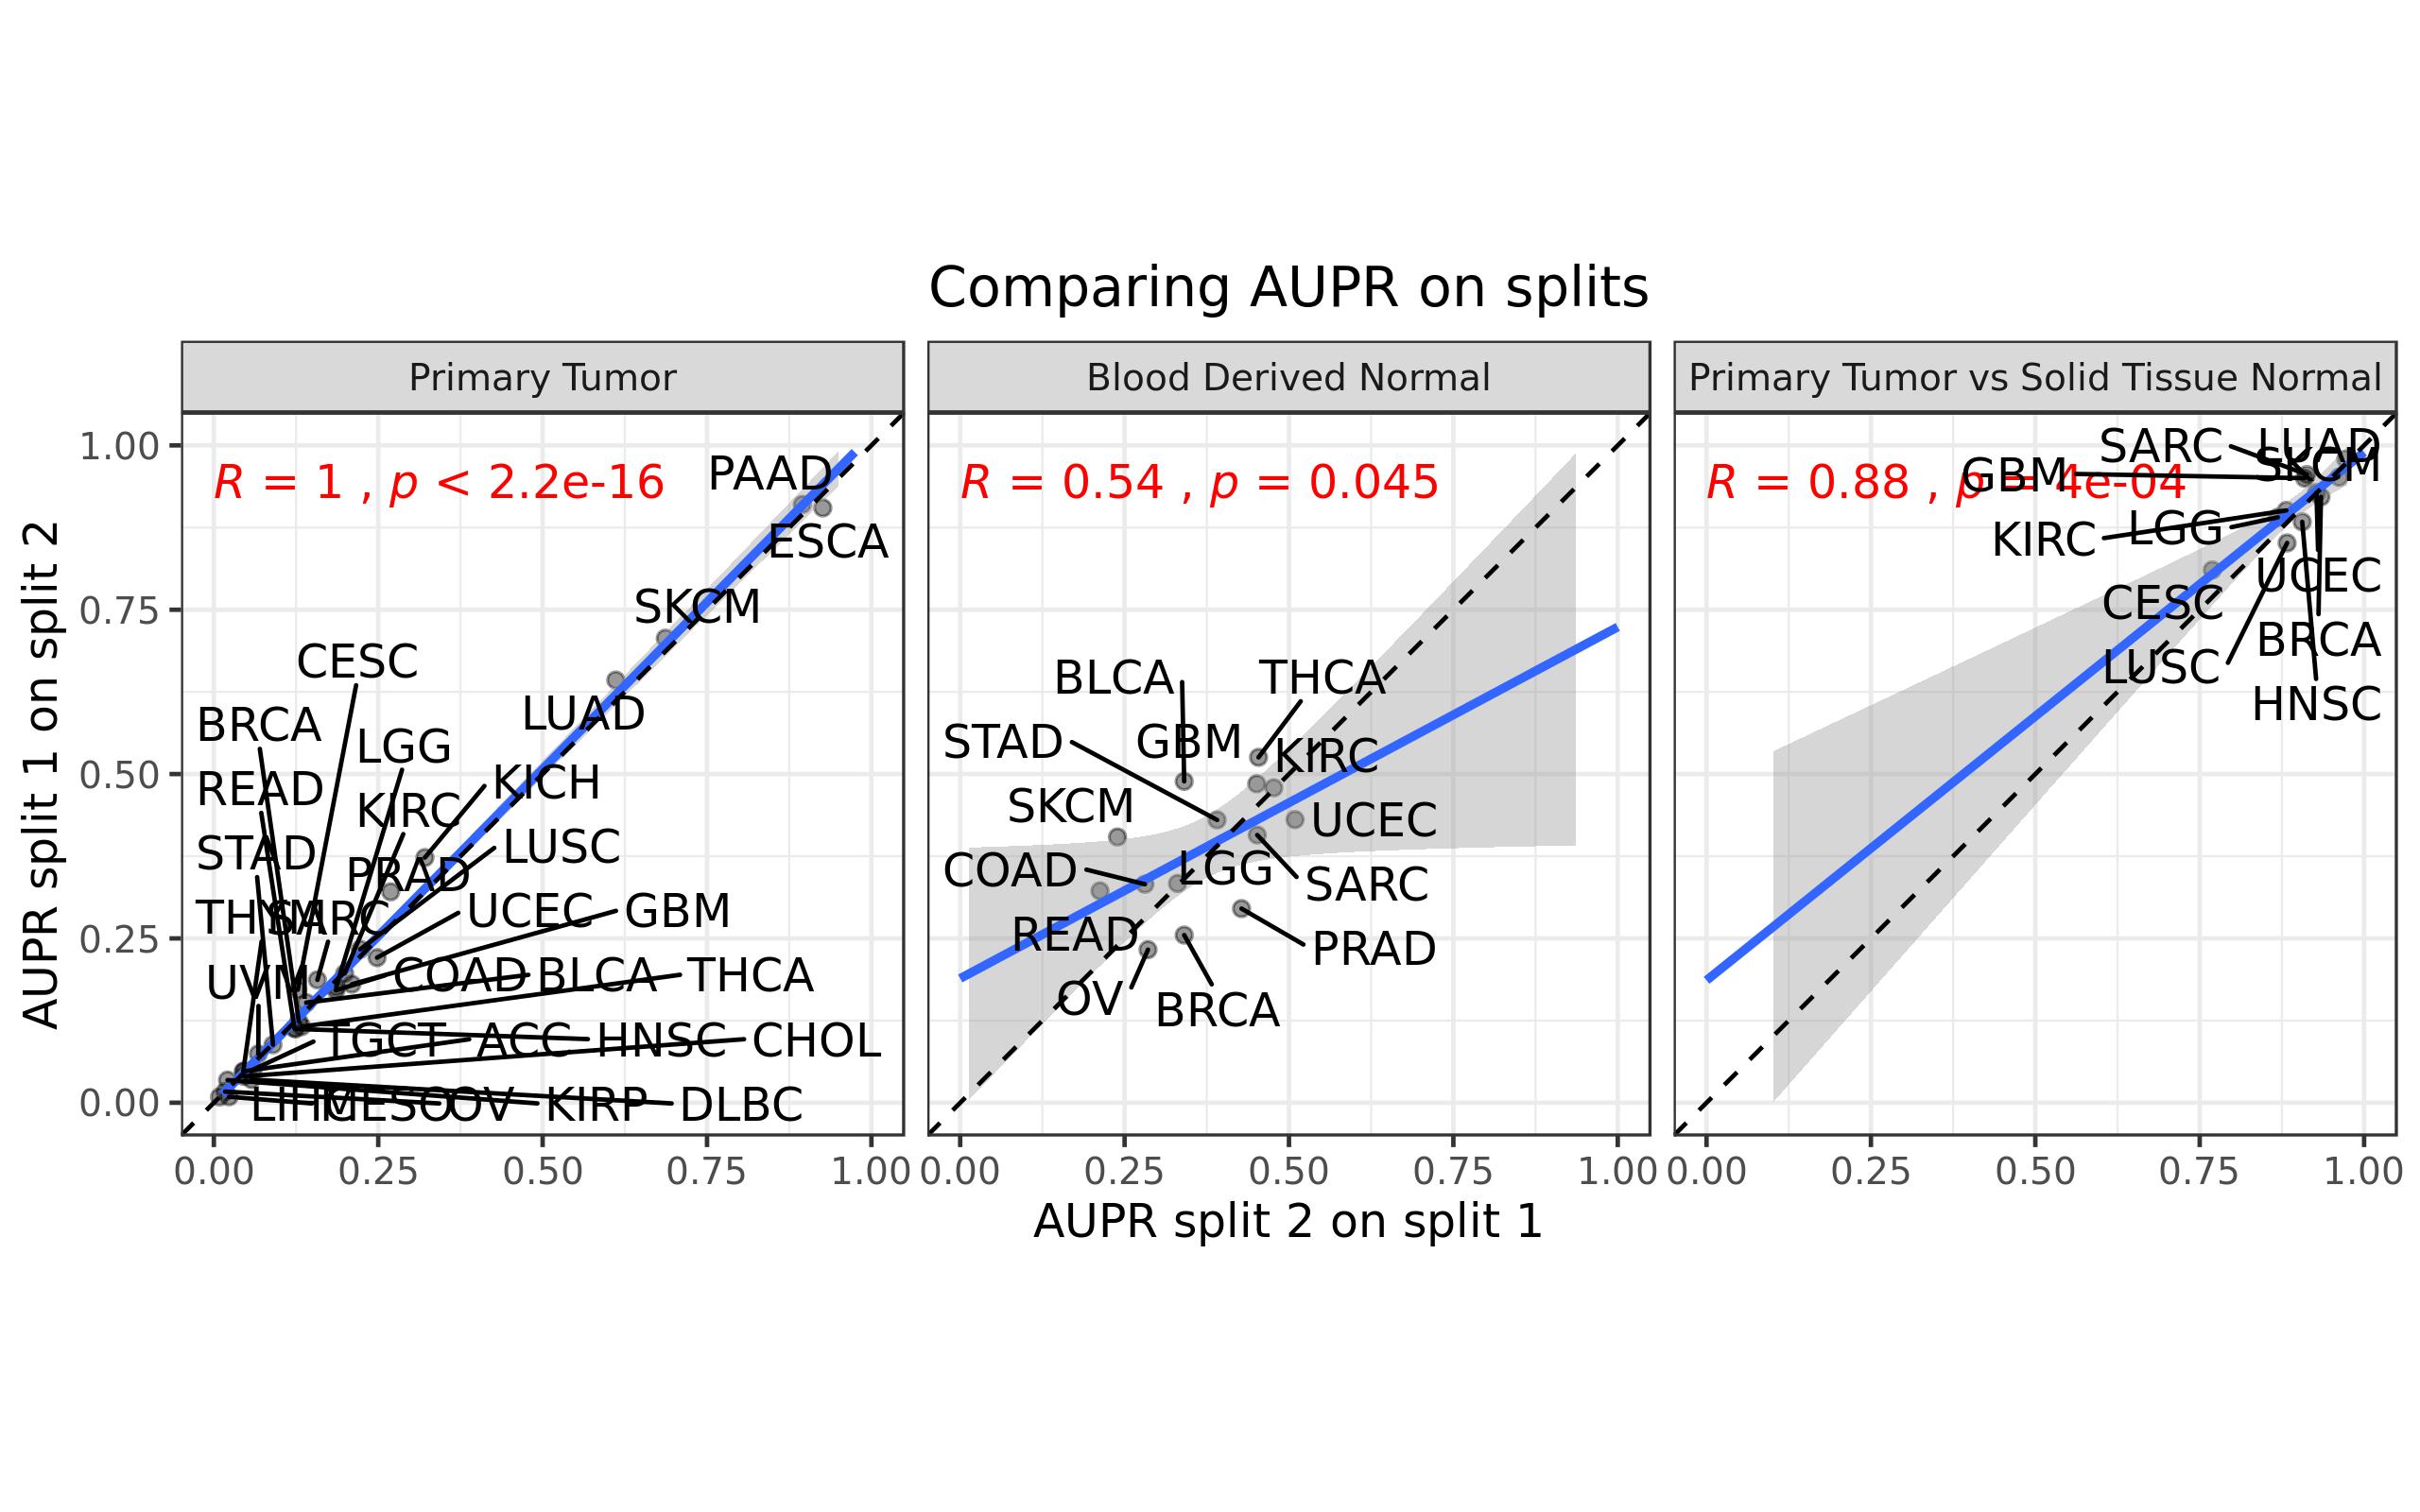 Comparing AUPR on splits
Primary Tumor
Blood Derived Normal
Primary Tumor vs Solid Tissue Normal
AUPR split 1 on split 2
1.00
0.75
0.50
0.25
0.00
R = 1 , p < 2.2e-16
PAAD
ESCA
SKCM
CESC
LUAD
BRCA
LGG
READ
KICH
KIRC
STAD
LUSC
PRAD
THYM
SARC
UCEC
GBM
UVM
COAD
BLCA
THCA
TGCT
ACC
HNSC
CHOL
LIHC
MESO
OV
KIRP
DLBC
0.00 0.25 0.50 0.75 1.00
R = 0.54 , p = 0.045
BLCA
THCA
STAD
GBM
KIRC
SKCM
UCEC
COAD
LGG
SARC
READ
PRAD
OV
BRCA
0.00 0.25 0.50 0.75 1.00
R = 0.88 , p = 4e-04
SARC
LUAD
GBM
SKCM
KIRC
LGG
UCEC
CESC
BRCA
LUSC
HNSC
0.00 0.25 0.50 0.75 1.00
AUPR split 2 on split 1